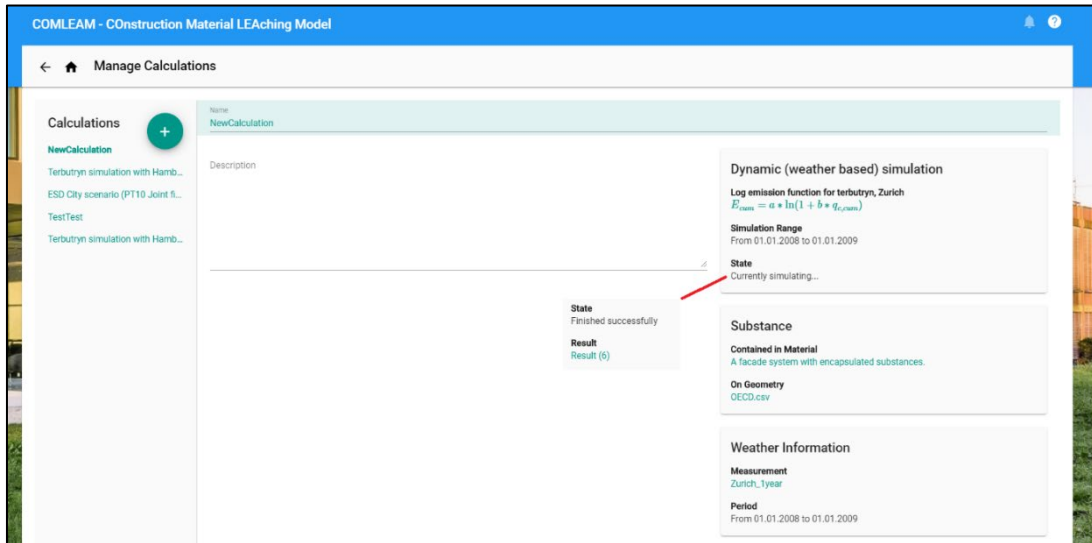 COMLEAM - COnstruction Material LEAching Model
?
Manage Calculations
Calculations
+
NewCalculation
Terbutryn simulation with Hamb...
ESD City scenario (PT10 Joint fi...
TestTest
Terbutryn simulation with Hamb...
Name
NewCalculation
Description
State
Finished successfully
Result
Result (6)
Dynamic (weather based) simulation
Log emission function for terbutryn, Zurich
E_cum = a * ln(1 + b * q_e,cum)
Simulation Range
From 01.01.2008 to 01.01.2009
State
Currently simulating...
Substance
Contained in Material
A facade system with encapsulated substances.
On Geometry
OECD.csv
Weather Information
Measurement
Zurich_1year
Period
From 01.01.2008 to 01.01.2009